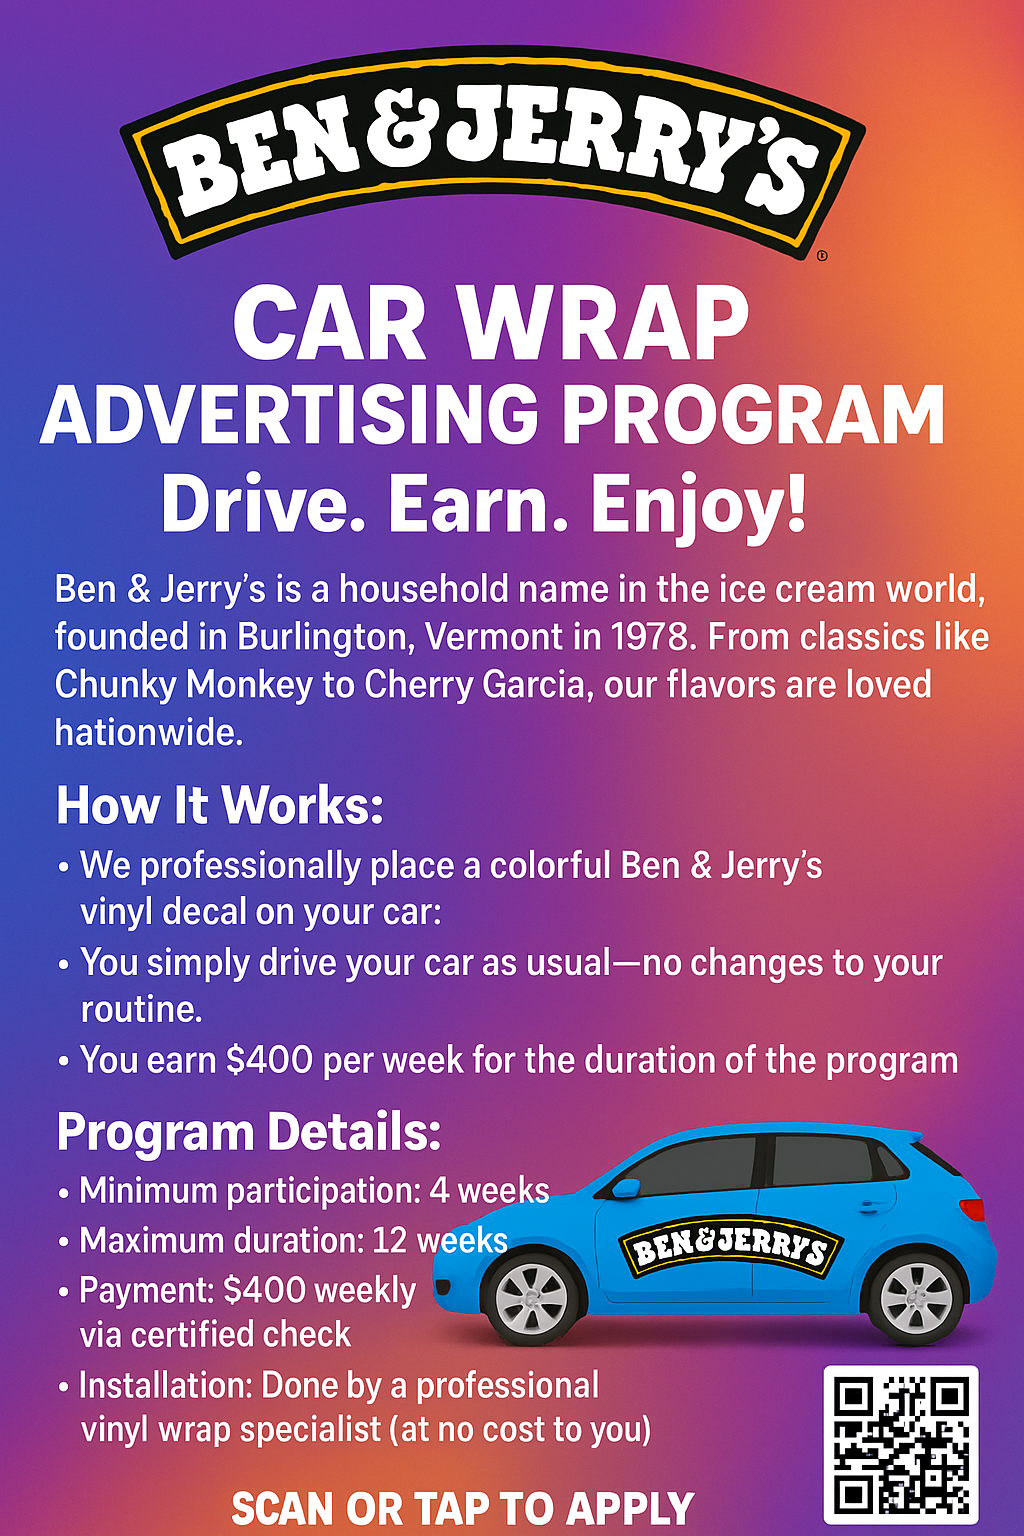 BEN & JERRY'S
®
CAR WRAP
ADVERTISING PROGRAM
Drive. Earn. Enjoy!
Ben & Jerry’s is a household name in the ice cream world,
founded in Burlington, Vermont in 1978. From classics like
Chunky Monkey to Cherry Garcia, our flavors are loved
hationwide.
How It Works:
• We professionally place a colorful Ben & Jerry’s
vinyl decal on your car:
• You simply drive your car as usual—no changes to your
routine.
• You earn $400 per week for the duration of the program
Program Details:
• Minimum participation: 4 weeks
• Maximum duration: 12 weeks
• Payment: $400 weekly
via certified check
BEN & JERRY'S
• Installation: Done by a professional
vinyl wrap specialist (at no cost to you)
SCAN OR TAP TO APPLY